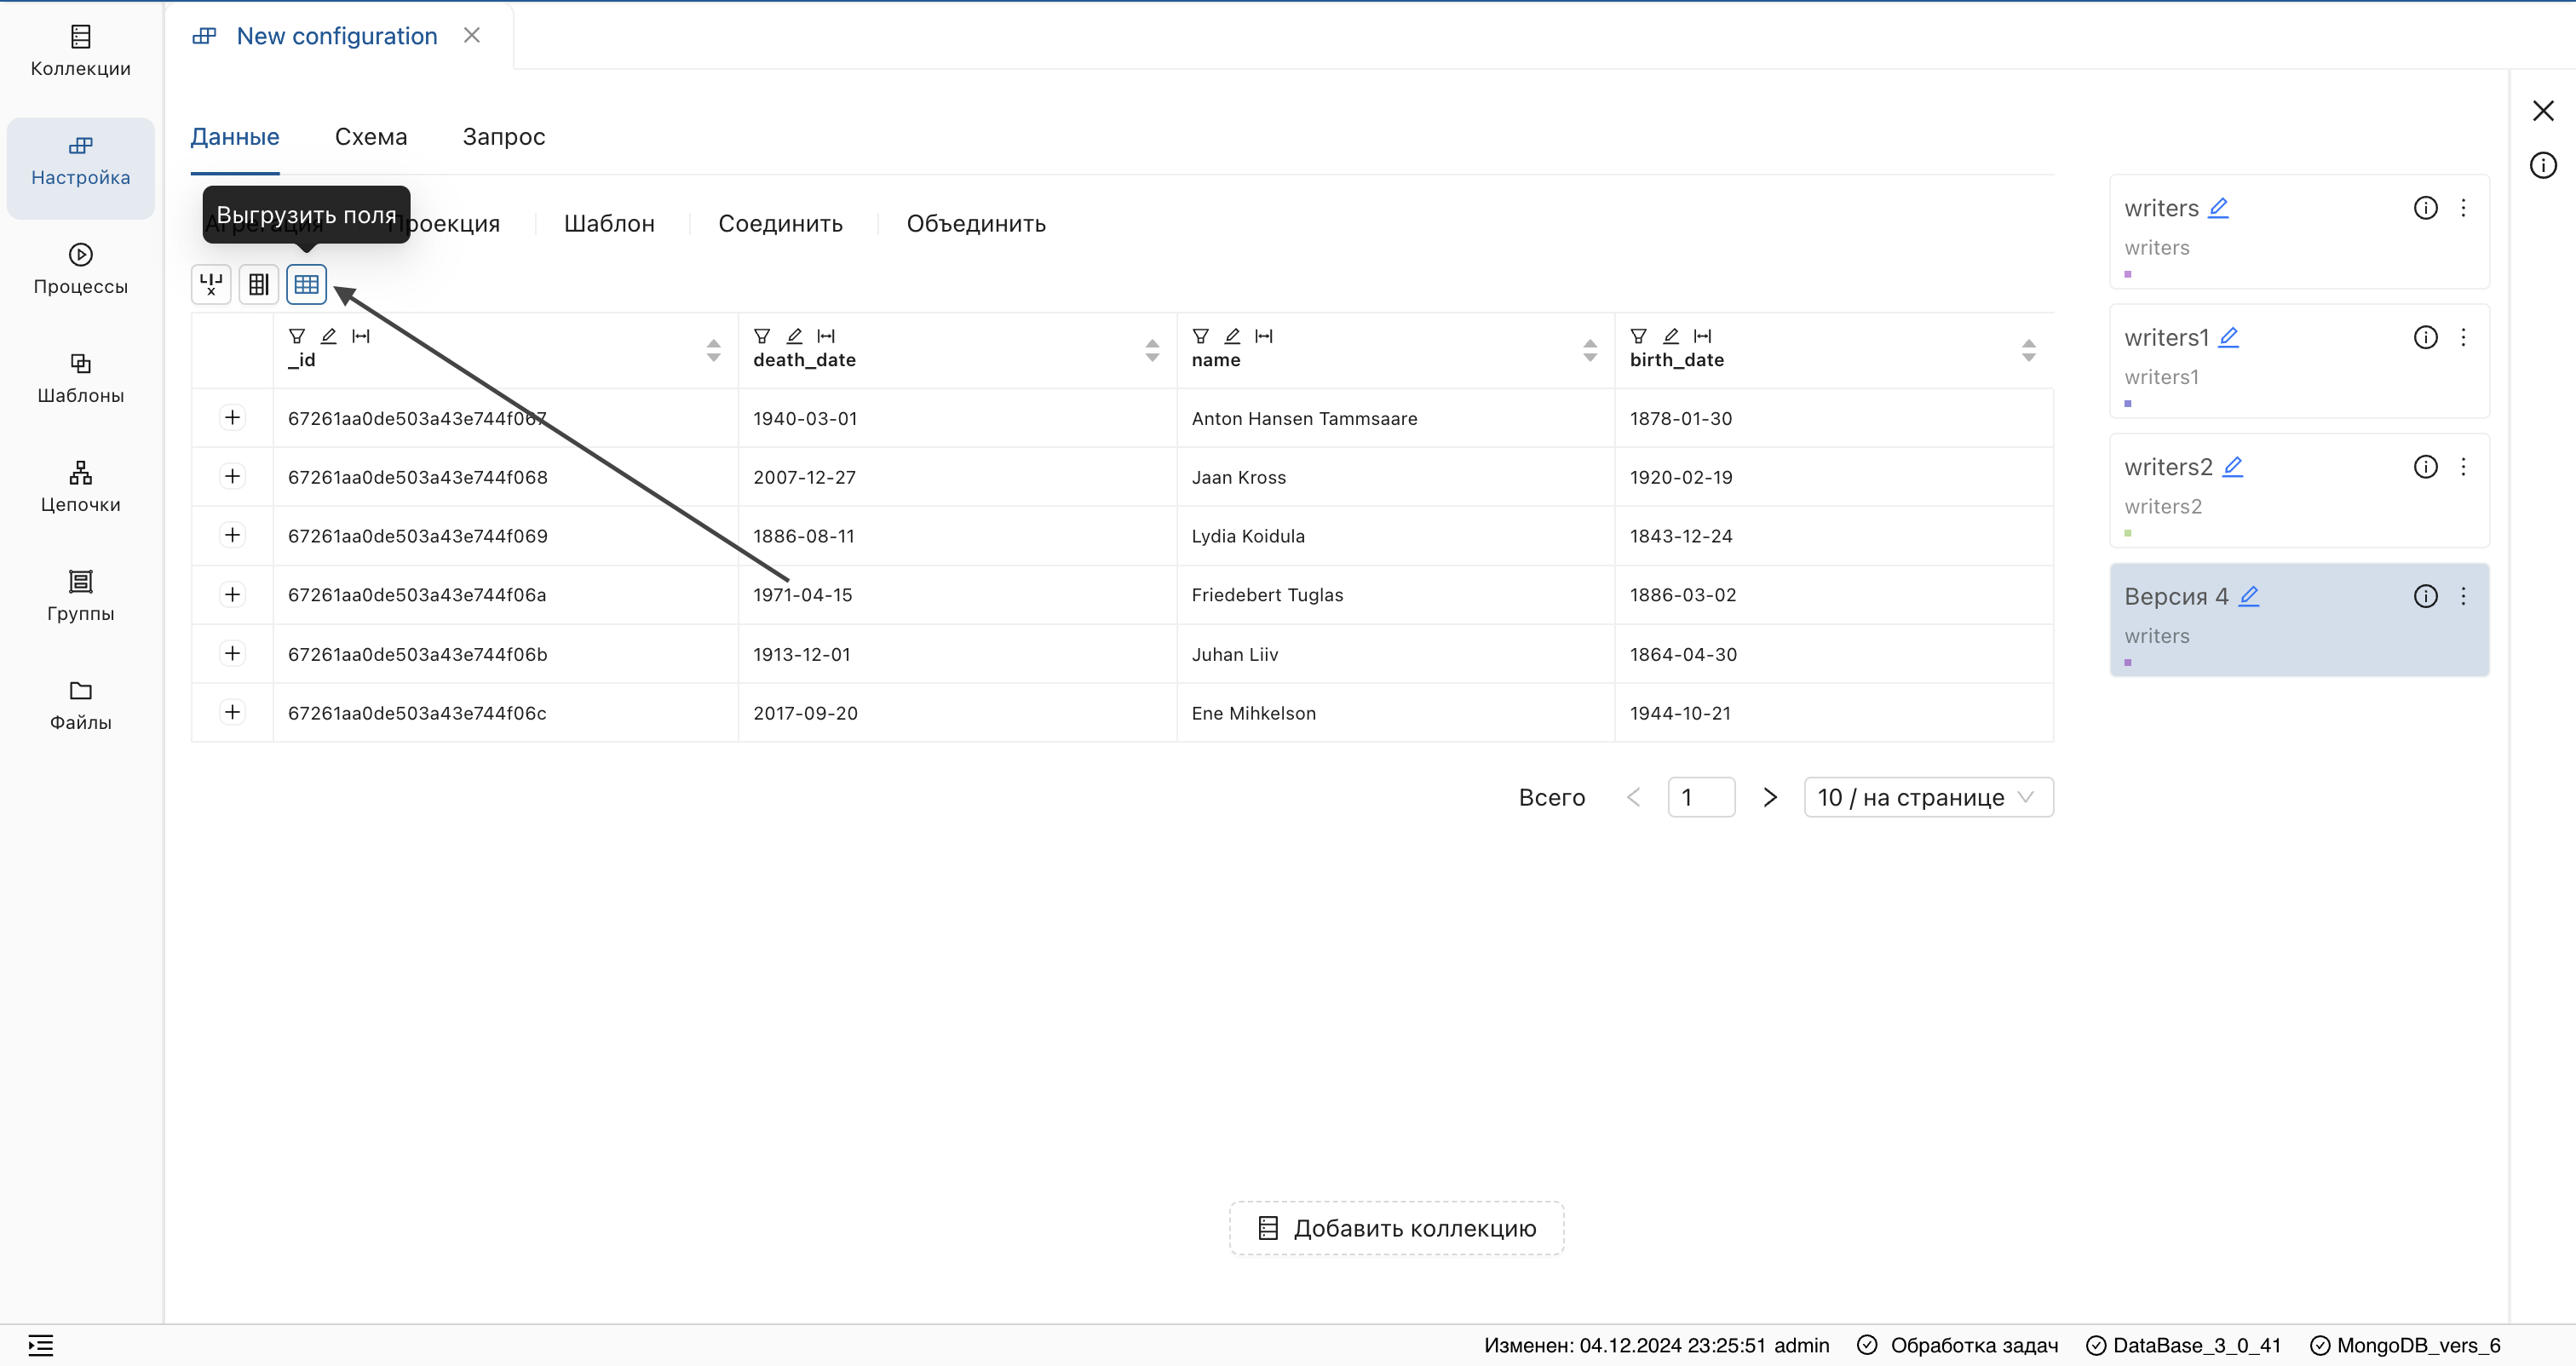 Коллекции
Настройка
Процессы
Шаблоны
Цепочки
Группы
Файлы
New configuration
Данные Схема Запрос
Выгрузить поля
Агрегация Проекция Шаблон Соединить Объединить
_id death_date name birth_date
67261aa0de503a43e744f067 1940-03-01 Anton Hansen Tammsaare 1878-01-30
67261aa0de503a43e744f068 2007-12-27 Jaan Kross 1920-02-19
67261aa0de503a43e744f069 1886-08-11 Lydia Koidula 1843-12-24
67261aa0de503a43e744f06a 1971-04-15 Friedebert Tuglas 1886-03-02
67261aa0de503a43e744f06b 1913-12-01 Juhan Liiv 1864-04-30
67261aa0de503a43e744f06c 2017-09-20 Ene Mihkelson 1944-10-21
Всего 1 10 / на странице
Добавить коллекцию
writers
writers
writers1
writers1
writers2
writers2
Версия 4
writers
Изменен: 04.12.2024 23:25:51 admin Обработка задач DataBase_3_0_41 MongoDB_vers_6